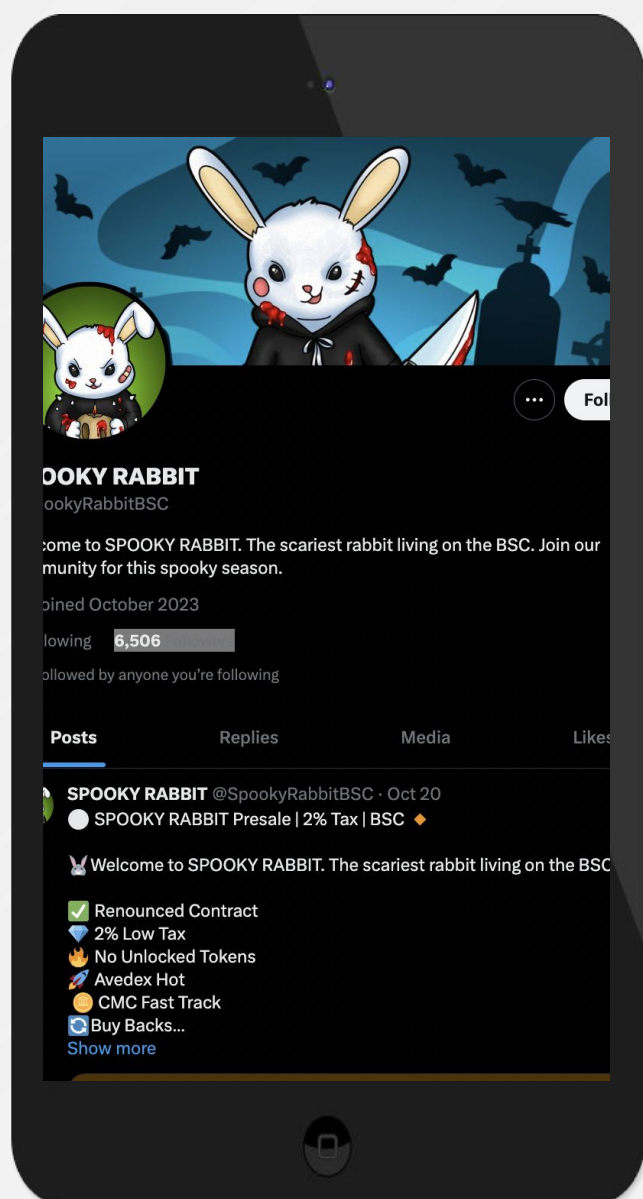 Fol
OOKY RABBIT
ookyRabbitBSC
come to SPOOKY RABBIT. The scariest rabbit living on the BSC. Join our
munity for this spooky season.
oined October 2023
lowing 6,506 Followers
ollowed by anyone you're following
Posts Replies Media Likes
SPOOKY RABBIT @SpookyRabbitBSC · Oct 20
SPOOKY RABBIT Presale | 2% Tax | BSC
Welcome to SPOOKY RABBIT. The scariest rabbit living on the BSC
Renounced Contract
2% Low Tax
No Unlocked Tokens
Avedex Hot
CMC Fast Track
Buy Backs...
Show more